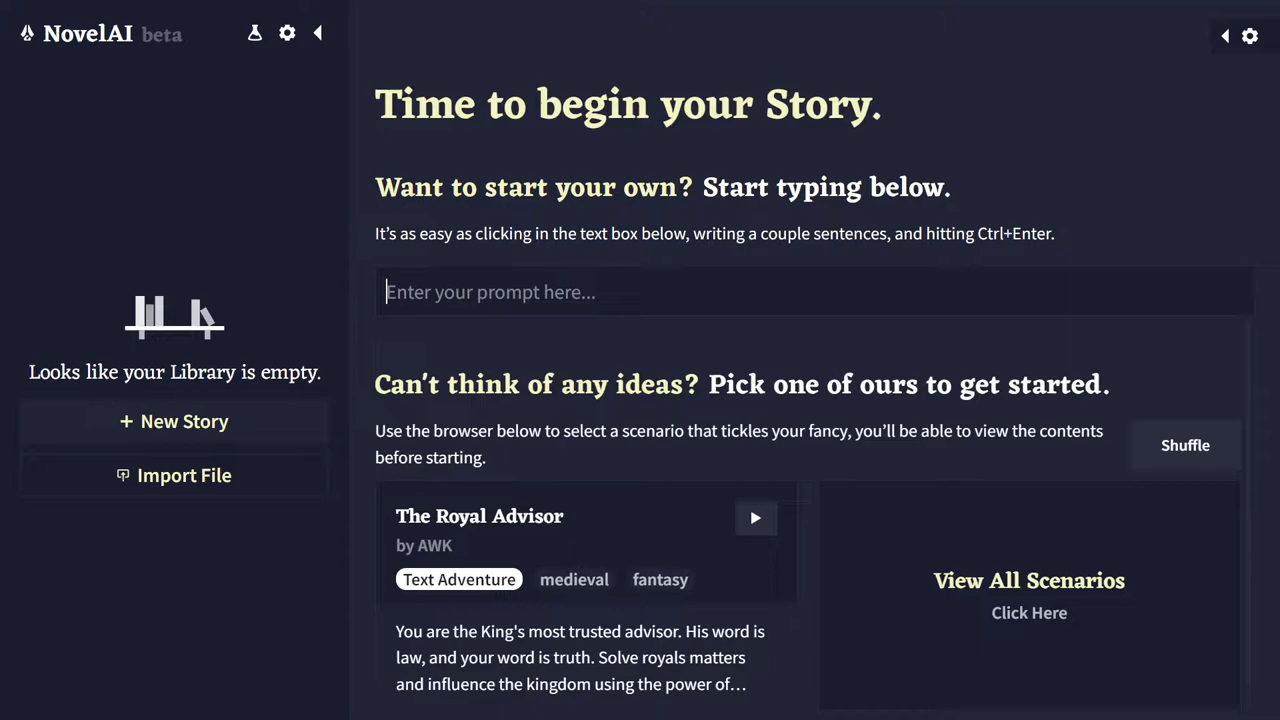 NovelAI beta
Time to begin your Story.
Want to start your own? Start typing below.
It’s as easy as clicking in the text box below, writing a couple sentences, and hitting Ctrl+Enter.
Enter your prompt here...
Looks like your Library is empty.
+ New Story
Import File
Can't think of any ideas? Pick one of ours to get started.
Use the browser below to select a scenario that tickles your fancy, you’ll be able to view the contents
before starting.
Shuffle
The Royal Advisor
by AWK
Text Adventure medieval fantasy
You are the King's most trusted advisor. His word is
law, and your word is truth. Solve royals matters
and influence the kingdom using the power of…
View All Scenarios
Click Here